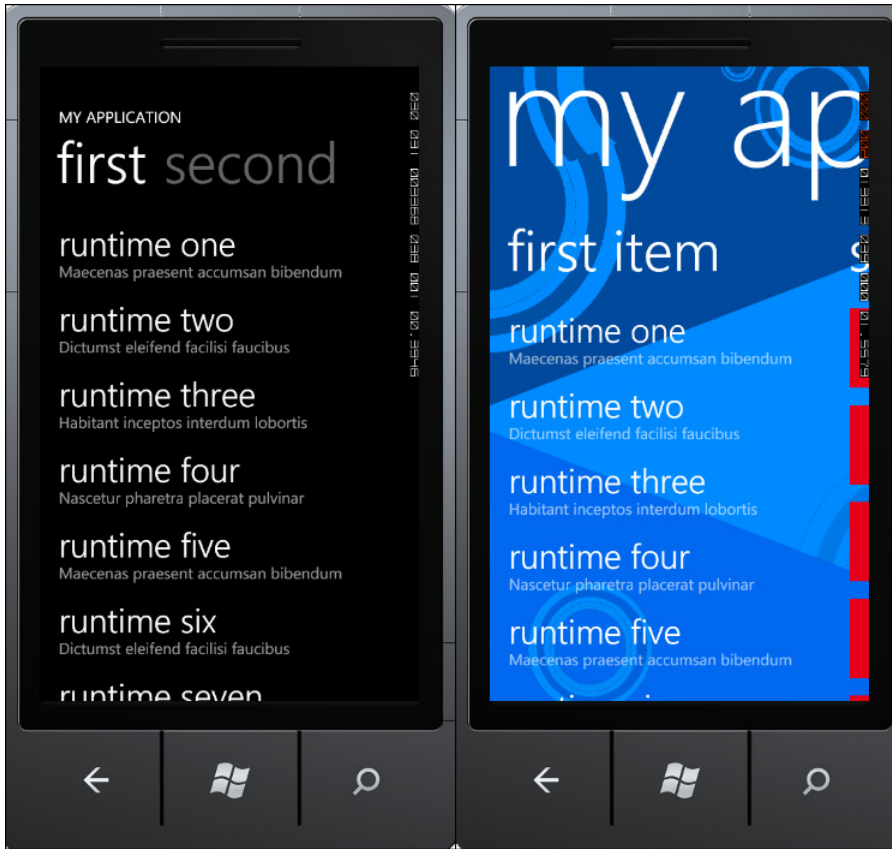 MY APPLICATION
first second
runtime one
Maecenas praesent accumsan bibendum
runtime two
Dictumst eleifend facilisi faucibus
runtime three
Habitant inceptos interdum lobortis
runtime four
Nascetur pharetra placerat pulvinar
runtime five
Maecenas praesent accumsan bibendum
runtime six
Dictumst eleifend facilisi faucibus
runtime seven
my ap
first item s
runtime one
Maecenas praesent accumsan bibendum
runtime two
Dictumst eleifend facilisi faucibus
runtime three
Habitant inceptos interdum lobortis
runtime four
Nascetur pharetra placerat pulvinar
runtime five
Maecenas praesent accumsan bibendum